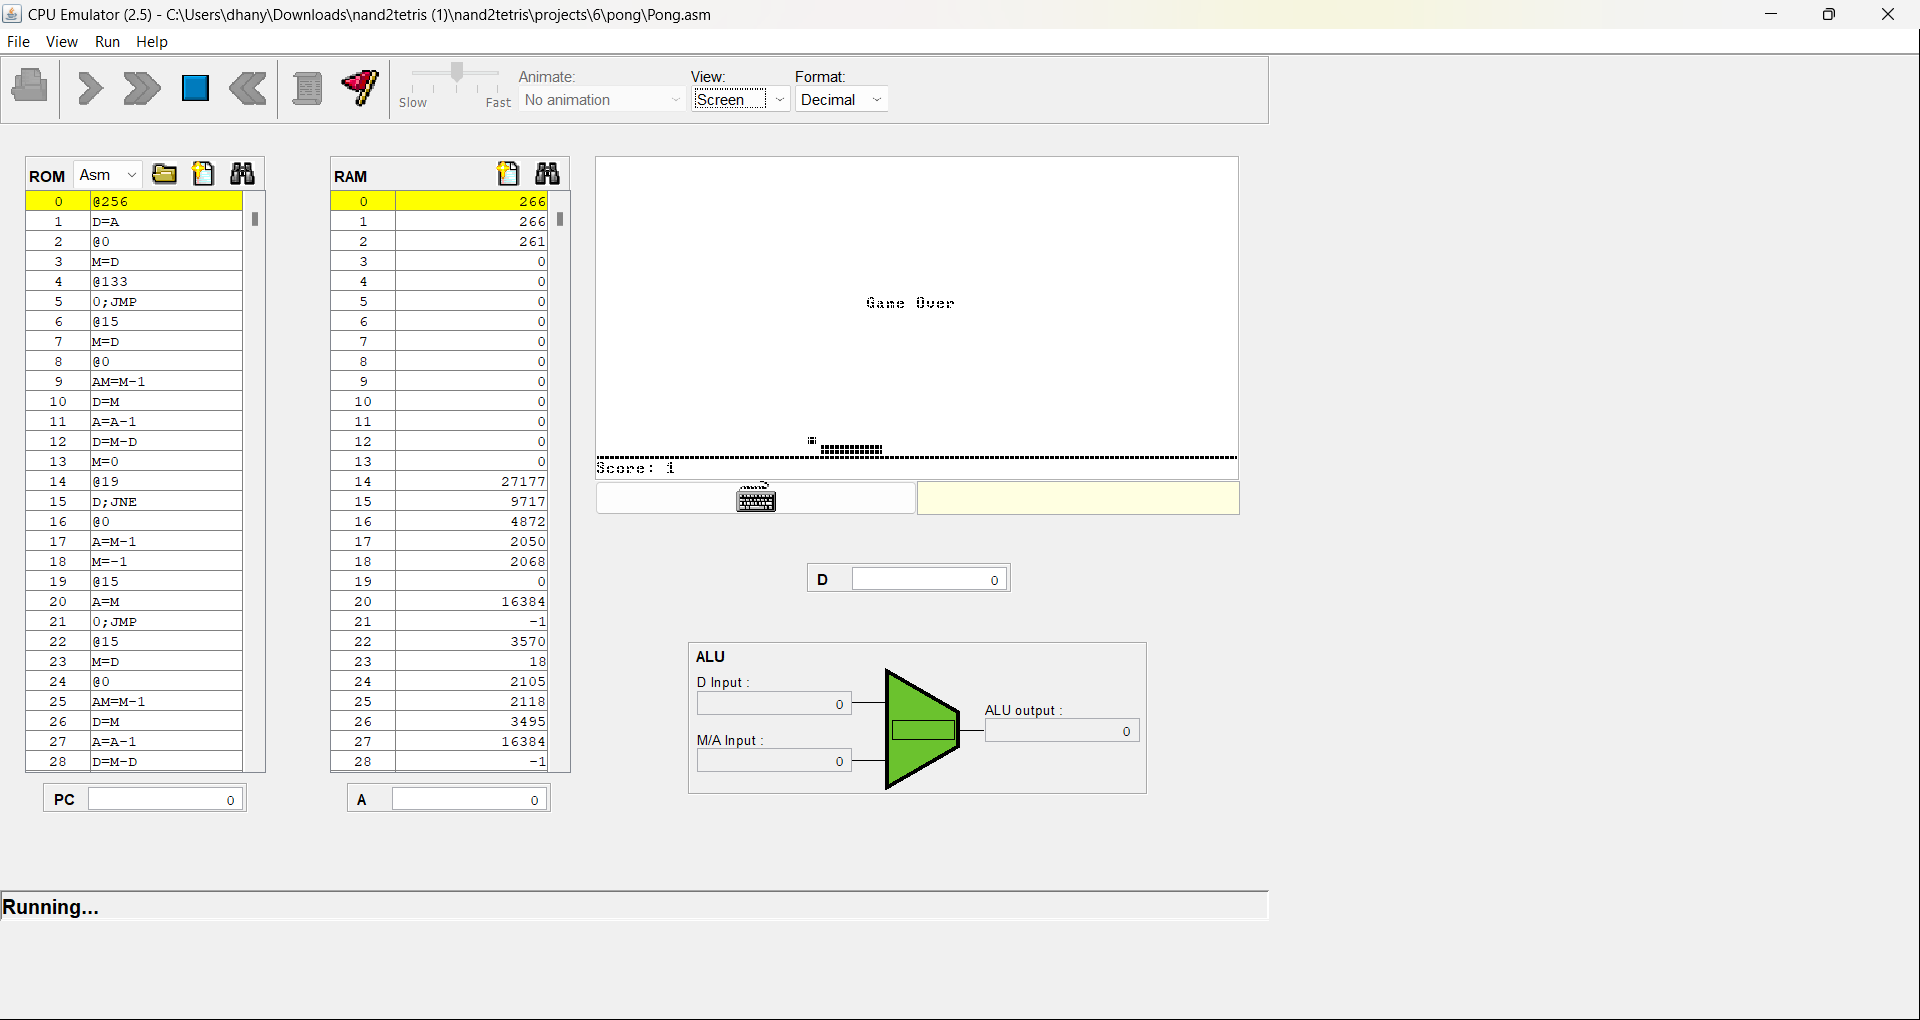 CPU Emulator (2.5) - C:\Users\dhany\Downloads\nand2tetris (1)\nand2tetris\projects\6\pong\Pong.asm
File View Run Help
Slow Fast
Animate:
No animation
View:
Screen
Format:
Decimal
ROM Asm
0 @256
1 D=A
2 @0
3 M=D
4 @133
5 0;JMP
6 @15
7 M=D
8 @0
9 AM=M-1
10 D=M
11 A=A-1
12 D=M-D
13 M=0
14 @19
15 D;JNE
16 @0
17 A=M-1
18 M=-1
19 @15
20 A=M
21 0;JMP
22 @15
23 M=D
24 @0
25 AM=M-1
26 D=M
27 A=A-1
28 D=M-D
PC 0
RAM
0 266
1 266
2 261
3 0
4 0
5 0
6 0
7 0
8 0
9 0
10 0
11 0
12 0
13 0
14 27177
15 9717
16 4872
17 2050
18 2068
19 0
20 16384
21 -1
22 3570
23 18
24 2105
25 2118
26 3495
27 16384
28 -1
A 0
Game Over
Score: 1
D 0
ALU
D Input :
0
M/A Input :
0
ALU output :
0
Running...